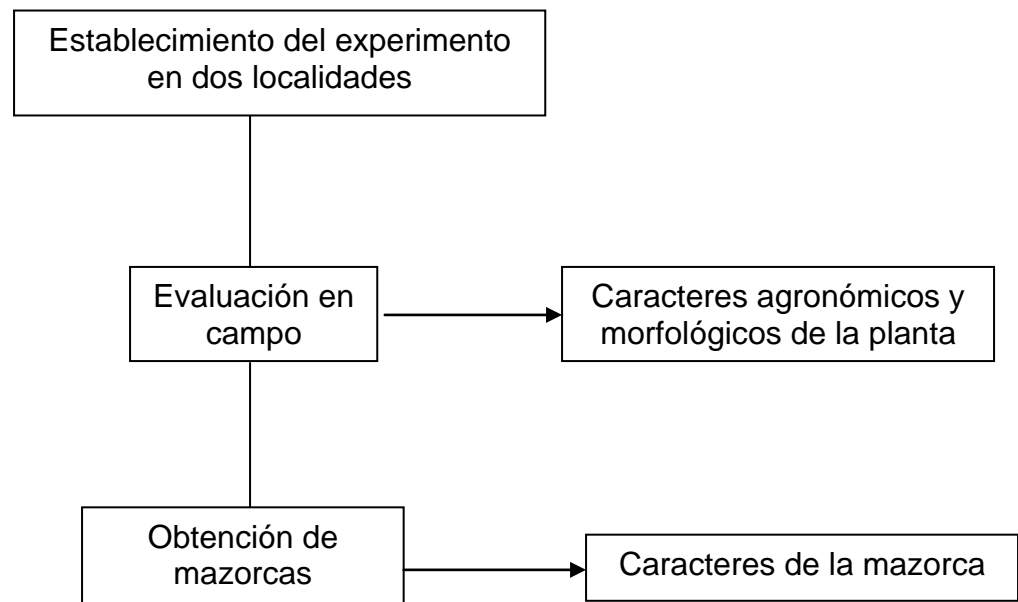 Establecimiento del experimento
en dos localidades
Evaluación en
campo
Caracteres agronómicos y
morfológicos de la planta
Obtención de
mazorcas
Caracteres de la mazorca